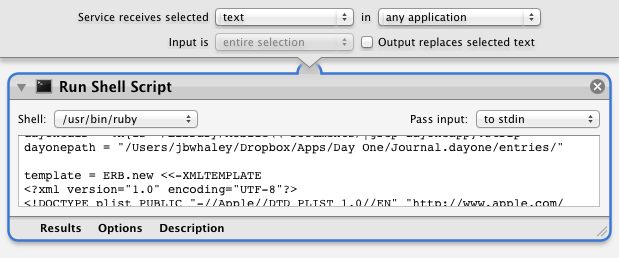 Service receives selected text in any application
Input is entire selection Output replaces selected text
Run Shell Script
Shell: /usr/bin/ruby Pass input: to stdin
dayonepath = "/Users/jbwhaley/Dropbox/Apps/Day One/Journal.dayone/entries/"
template = ERB.new <<-XMLTEMPLATE
<?xml version="1.0" encoding="UTF-8"?>
<!DOCTYPE plist PUBLIC "-//Apple//DTD PLIST 1.0//EN" "http://www.apple.com/
Results Options Description